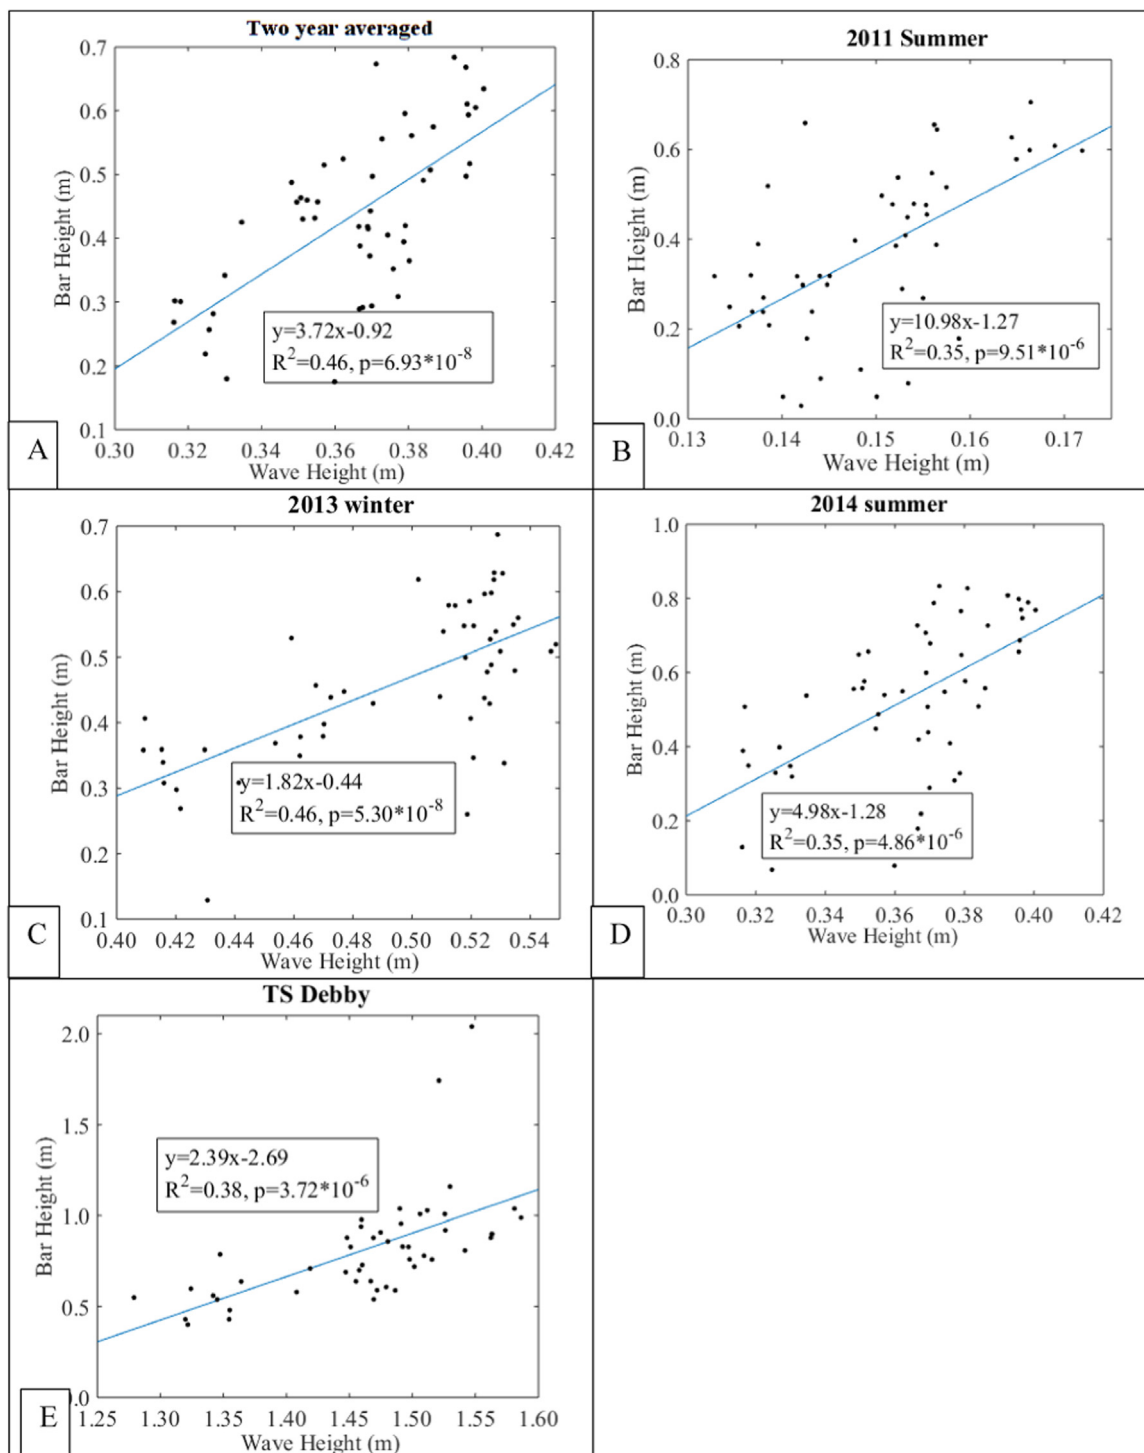 Two year averaged
0.7
0.6
0.5
0.4
0.3
0.2
0.1
Bar Height (m)
y=3.72x-0.92
R²=0.46, p=6.93*10⁻⁸
0.30 0.32 0.34 0.36 0.38 0.40 0.42
Wave Height (m)
A
2011 Summer
0.8
0.6
0.4
0.2
0.0
Bar Height (m)
y=10.98x-1.27
R²=0.35, p=9.51*10⁻⁶
0.13 0.14 0.15 0.16 0.17
Wave Height (m)
B
2013 winter
0.7
0.6
0.5
0.4
0.3
0.2
0.1
Bar Height (m)
y=1.82x-0.44
R²=0.46, p=5.30*10⁻⁸
0.40 0.42 0.44 0.46 0.48 0.50 0.52 0.54
Wave Height (m)
C
2014 summer
1.0
0.8
0.6
0.4
0.2
0.0
Bar Height (m)
y=4.98x-1.28
R²=0.35, p=4.86*10⁻⁶
0.30 0.32 0.34 0.36 0.38 0.40 0.42
Wave Height (m)
D
TS Debby
2.0
1.5
1.0
0.5
.0
Bar Height (m)
y=2.39x-2.69
R²=0.38, p=3.72*10⁻⁶
1.25 1.30 1.35 1.40 1.45 1.50 1.55 1.60
Wave Height (m)
E